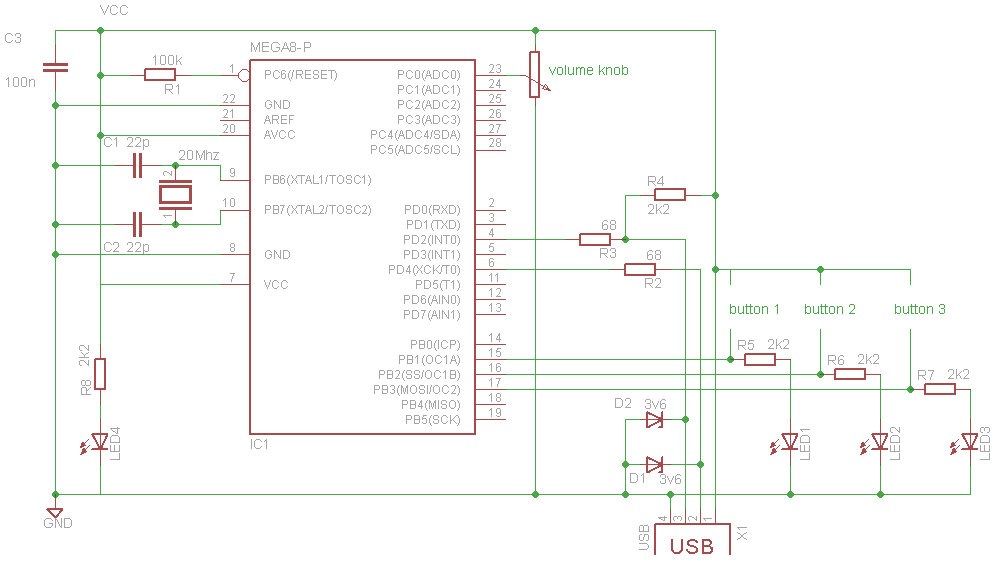 VCC
C3
100n
MEGA8-P
100k
R1
1
22
21
20
9
10
8
7
PC6(/RESET)
GND
AREF
AVCC
PB6(XTAL1/TOSC1)
PB7(XTAL2/TOSC2)
GND
VCC
PC0(ADC0)
PC1(ADC1)
PC2(ADC2)
PC3(ADC3)
PC4(ADC4/SDA)
PC5(ADC5/SCL)
PD0(RXD)
PD1(TXD)
PD2(INT0)
PD3(INT1)
PD4(XCK/T0)
PD5(T1)
PD6(AIN0)
PD7(AIN1)
PB0(ICP)
PB1(OC1A)
PB2(SS/OC1B)
PB3(MOSI/OC2)
PB4(MISO)
PB5(SCK)
23
24
25
26
27
28
2
3
4
5
6
11
12
13
14
15
16
17
18
19
IC1
C1 22p
20Mhz
2
1
C2 22p
volume knob
R4
2k2
68
R3
68
R2
button 1
button 2
button 3
R5 2k2
R6 2k2
R7 2k2
2k2
R8
LED4
D2 3v6
D1 3v6
LED1
LED2
LED3
GND
4
3
2
1
USB
X1
USB